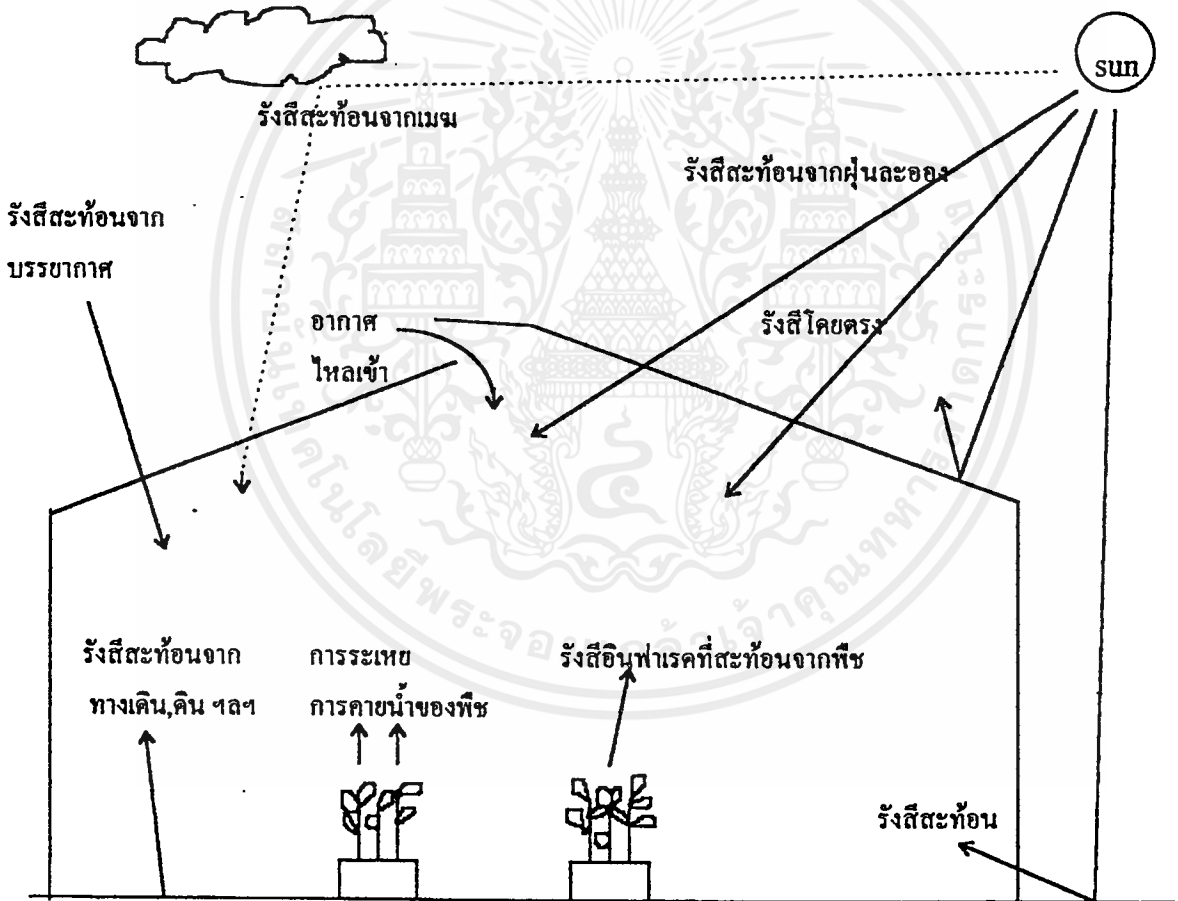 sun
รังสีสะท้อนจากเมฆ
รังสีสะท้อนจากฝุ่นละออง
รังสีสะท้อนจาก
บรรยากาศ
อากาศ
ไหลเข้า
รังสีโดยตรง
รังสีสะท้อนจาก
ทางเดิน,ดิน ฯลฯ
การระเหย
การคายน้ำของพืช
รังสีอินฟาเรดที่สะท้อนจากพืช
รังสีสะท้อน